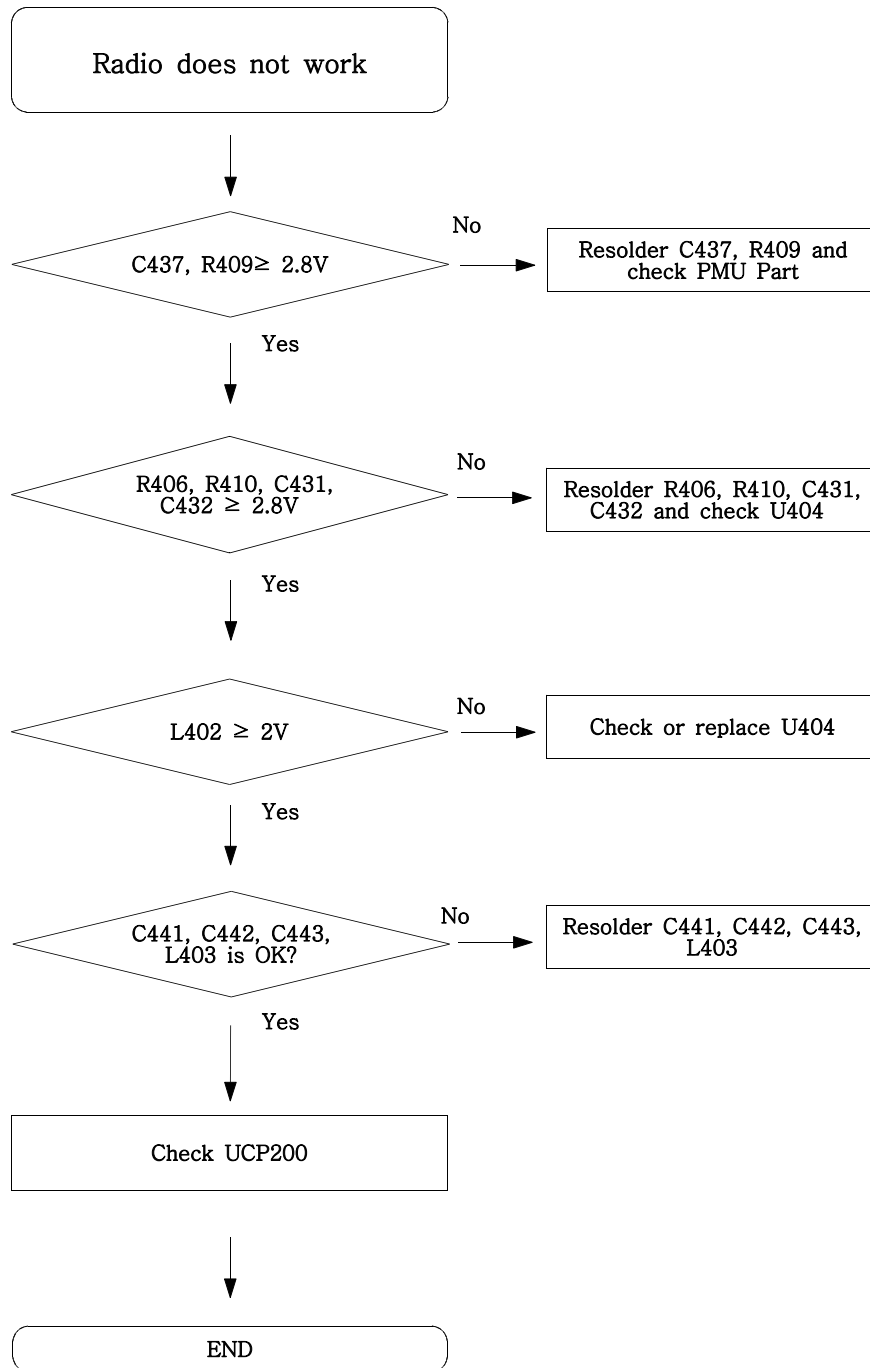 Radio does not work
C437, R409≥ 2.8V
No
Resolder C437, R409 and
check PMU Part
Yes
R406, R410, C431,
C432 ≥ 2.8V
No
Resolder R406, R410, C431,
C432 and check U404
Yes
L402 ≥ 2V
No
Check or replace U404
Yes
C441, C442, C443,
L403 is OK?
No
Resolder C441, C442, C443,
L403
Yes
Check UCP200
END